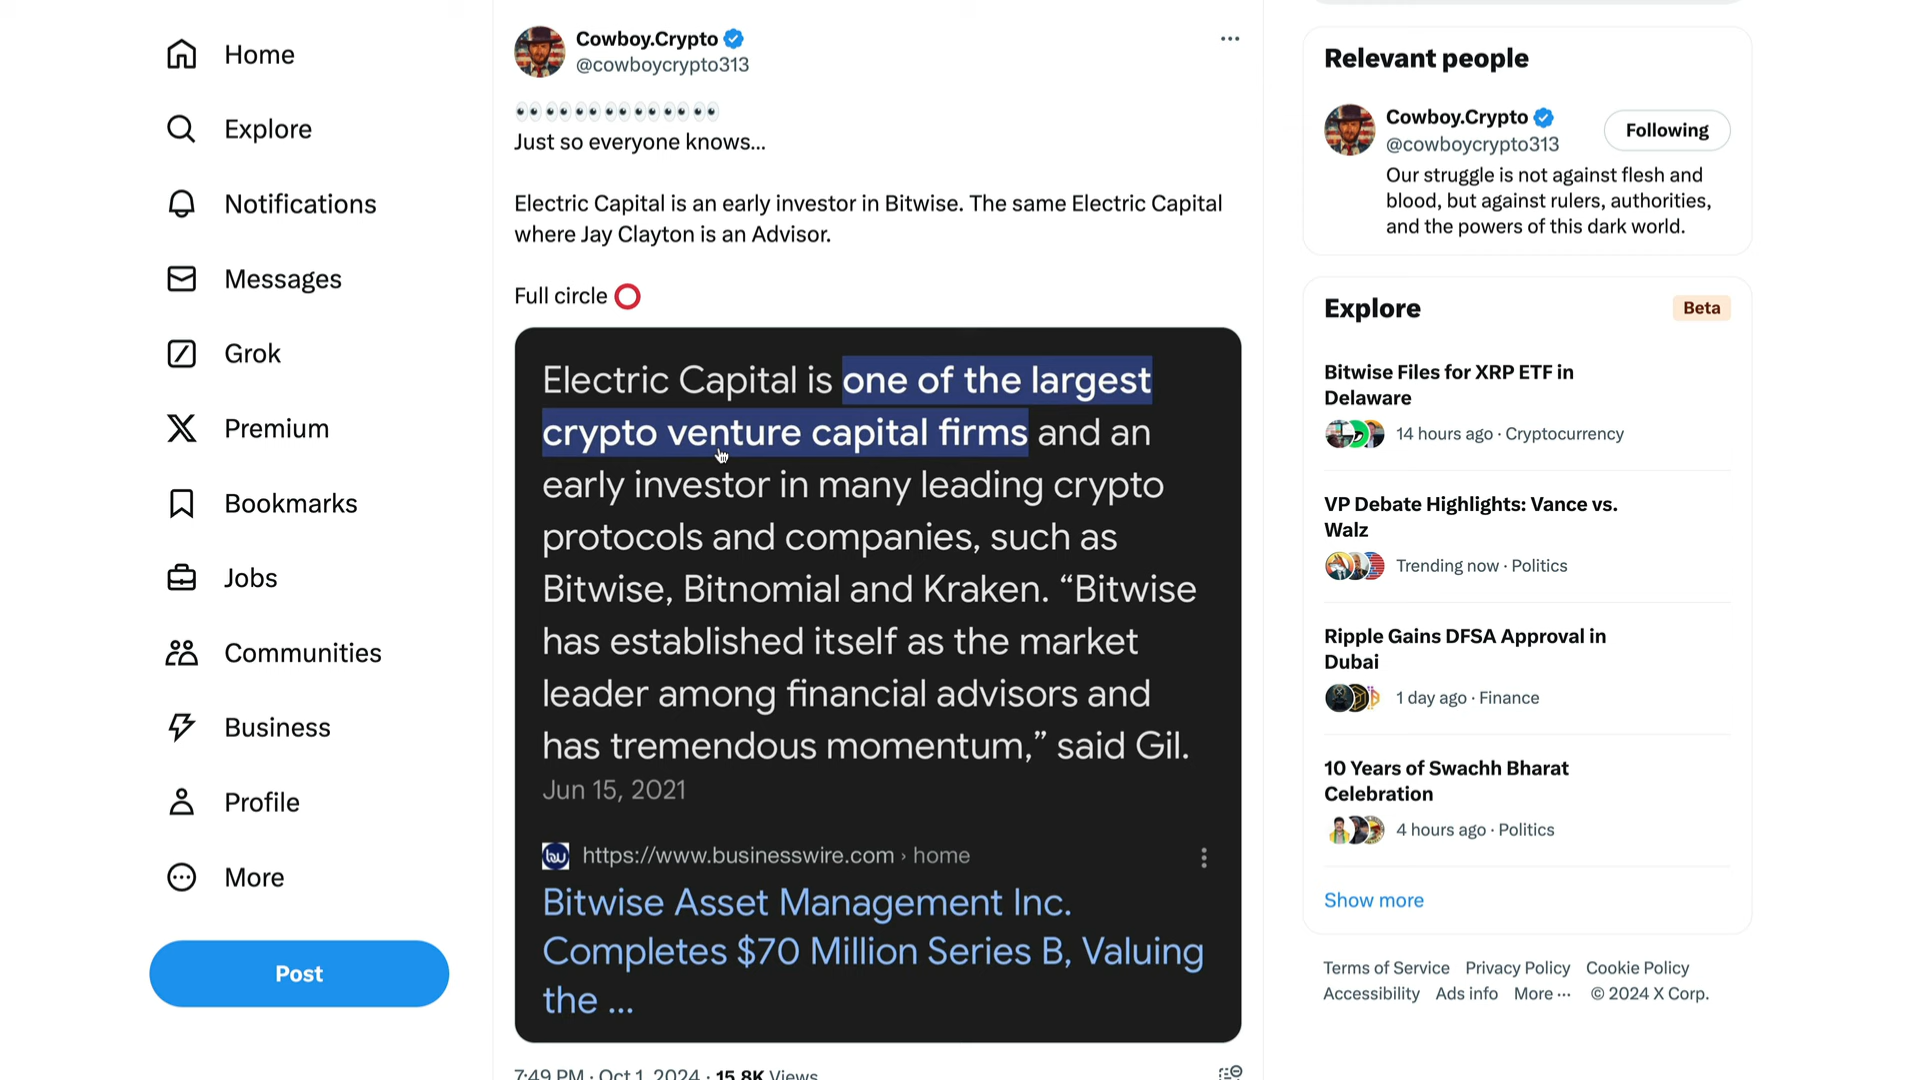 Home
Explore
Notifications
Messages
Grok
Premium
Bookmarks
Jobs
Communities
Business
Profile
More
Post
Cowboy.Crypto
@cowboycrypto313
👀👀👀👀👀👀👀
Just so everyone knows...
Electric Capital is an early investor in Bitwise. The same Electric Capital
where Jay Clayton is an Advisor.
Full circle ⭕
Electric Capital is one of the largest
crypto venture capital firms and an
early investor in many leading crypto
protocols and companies, such as
Bitwise, Bitnomial and Kraken. “Bitwise
has established itself as the market
leader among financial advisors and
has tremendous momentum,” said Gil.
Jun 15, 2021
https://www.businesswire.com › home
Bitwise Asset Management Inc.
Completes $70 Million Series B, Valuing
the ...
7:49 PM · Oct 1, 2024 · 15.8K Views
Relevant people
Cowboy.Crypto
@cowboycrypto313
Following
Our struggle is not against flesh and
blood, but against rulers, authorities,
and the powers of this dark world.
Explore
Beta
Bitwise Files for XRP ETF in
Delaware
14 hours ago · Cryptocurrency
VP Debate Highlights: Vance vs.
Walz
Trending now · Politics
Ripple Gains DFSA Approval in
Dubai
1 day ago · Finance
10 Years of Swachh Bharat
Celebration
4 hours ago · Politics
Show more
Terms of Service Privacy Policy Cookie Policy
Accessibility Ads info More ··· © 2024 X Corp.